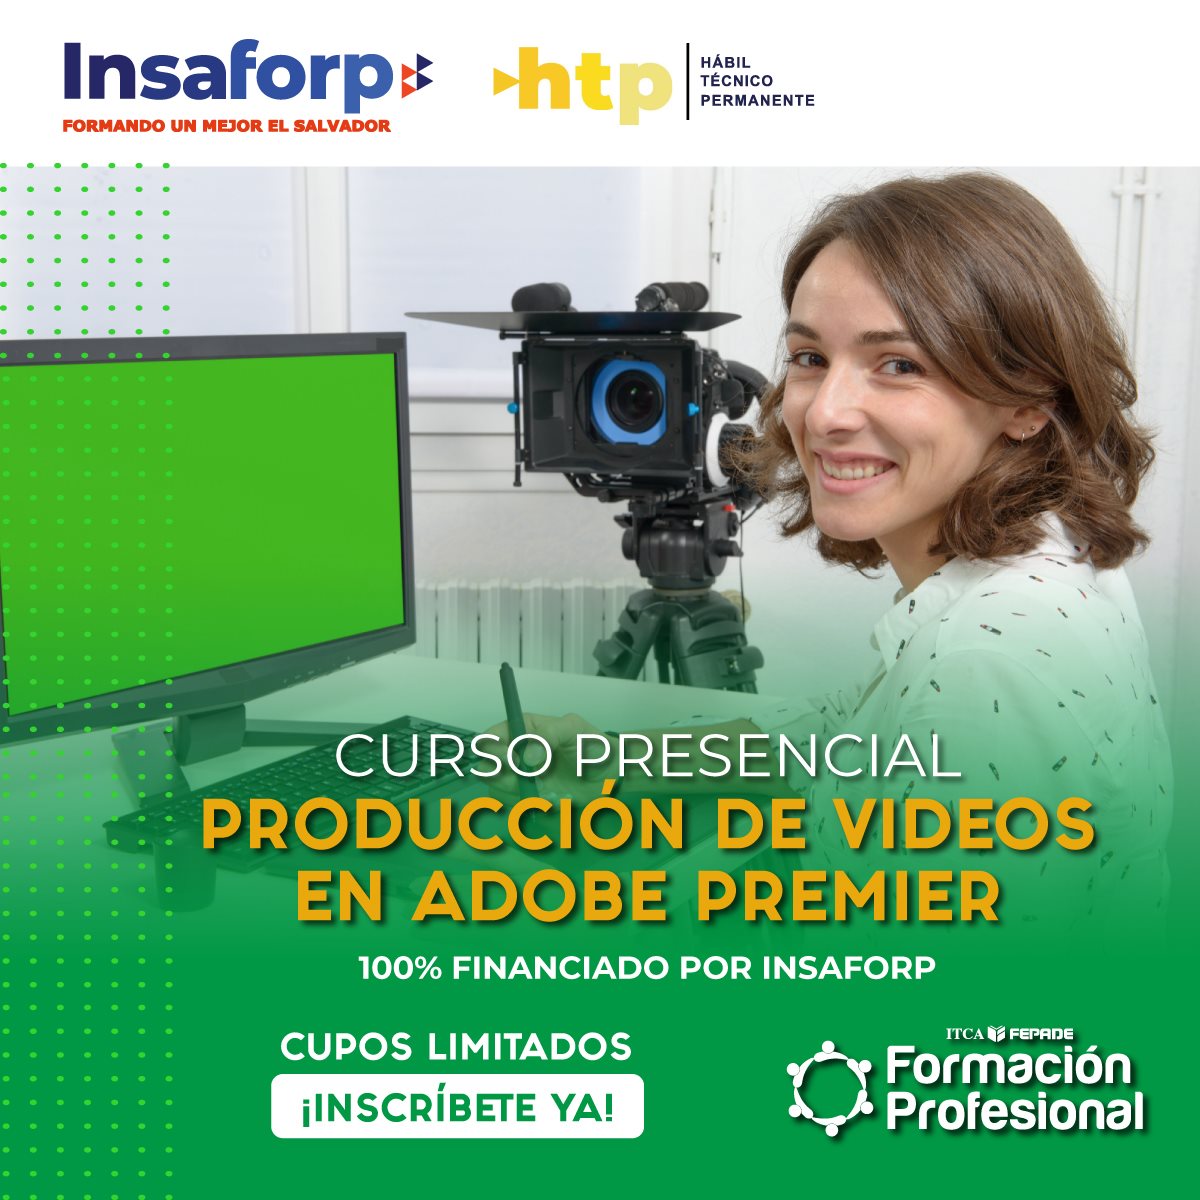 Insaforp
FORMANDO UN MEJOR EL SALVADOR
htp
HÁBIL
TÉCNICO
PERMANENTE
CURSO PRESENCIAL
PRODUCCIÓN DE VIDEOS
EN ADOBE PREMIER
100% FINANCIADO POR INSAFORP
CUPOS LIMITADOS
¡INSCRÍBETE YA!
ITCA FEPADE
Formación
Profesional